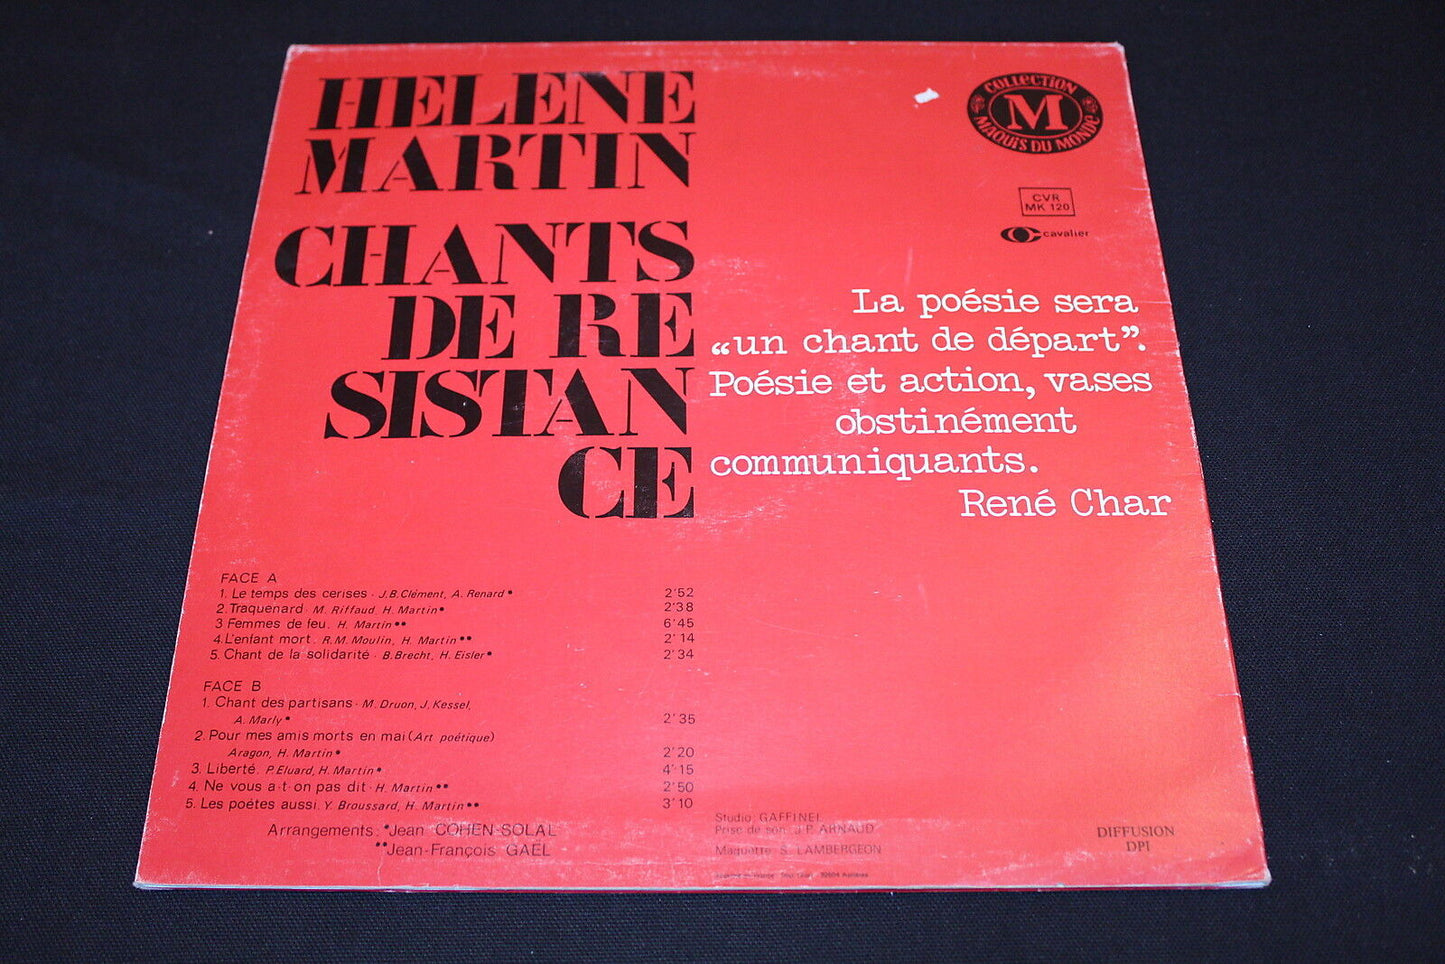 HELENE
MARTIN
CHANTS
DE RE
SISTAN
CE
COLLECTION
M
MAQUIS DU MONDE
CVR
MK 120
cavalier
La poésie sera
“un chant de départ”.
Poésie et action, vases
obstinément
communiquants.
René Char
FACE A
1. Le temps des cerises · J.B.Clément, A. Renard • 2'52
2. Traquenard · M. Riffaud, H. Martin • 2'38
3 Femmes de feu. H. Martin •• 6'45
4. L'enfant mort. R.M. Moulin, H. Martin •• 2'14
5. Chant de la solidarité · B.Brecht, H. Eisler • 2'34
FACE B
1. Chant des partisans · M. Druon, J. Kessel,
A. Marly • 2'35
2. Pour mes amis morts en mai (Art poétique)
Aragon, H. Martin • 2'20
3. Liberté. P. Eluard, H. Martin • 4'15
4. Ne vous a·t·on pas dit · H. Martin •• 2'50
5. Les poètes aussi. Y. Broussard, H. Martin •• 3'10
Arrangements : •Jean COHEN-SOLAL
••Jean-François GAËL
Studio : GAFFINEL
Prise de son : J.P. ARNAUD
Maquette : S. LAMBERGEON
DIFFUSION
DPI